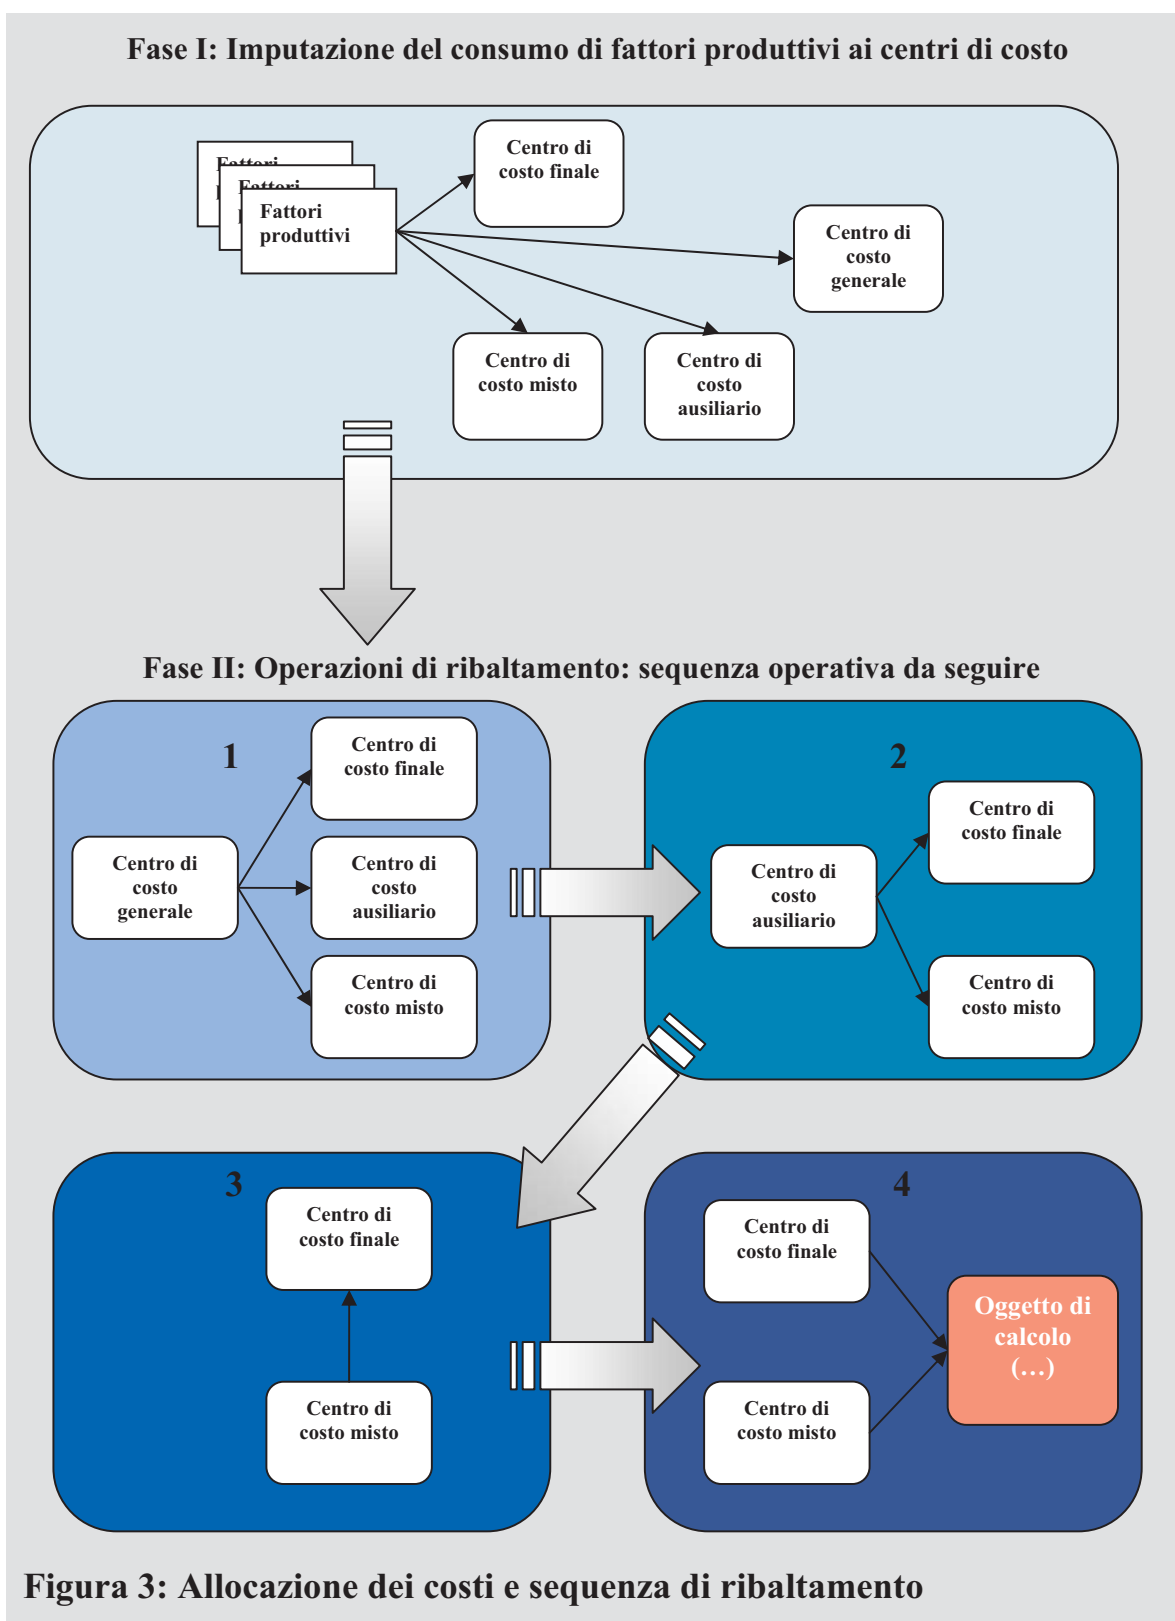 Fase I: Imputazione del consumo di fattori produttivi ai centri di costo
Fattori
Fattori
Fattori
produttivi
Centro di
costo finale
Centro di
costo
generale
Centro di
costo misto
Centro di
costo
ausiliario
Fase II: Operazioni di ribaltamento: sequenza operativa da seguire
1
Centro di
costo finale
Centro di
costo
generale
Centro di
costo
ausiliario
Centro di
costo misto
2
Centro di
costo finale
Centro di
costo
ausiliario
Centro di
costo misto
3
Centro di
costo finale
Centro di
costo misto
4
Centro di
costo finale
Oggetto di
calcolo
(…)
Centro di
costo misto
Figura 3: Allocazione dei costi e sequenza di ribaltamento